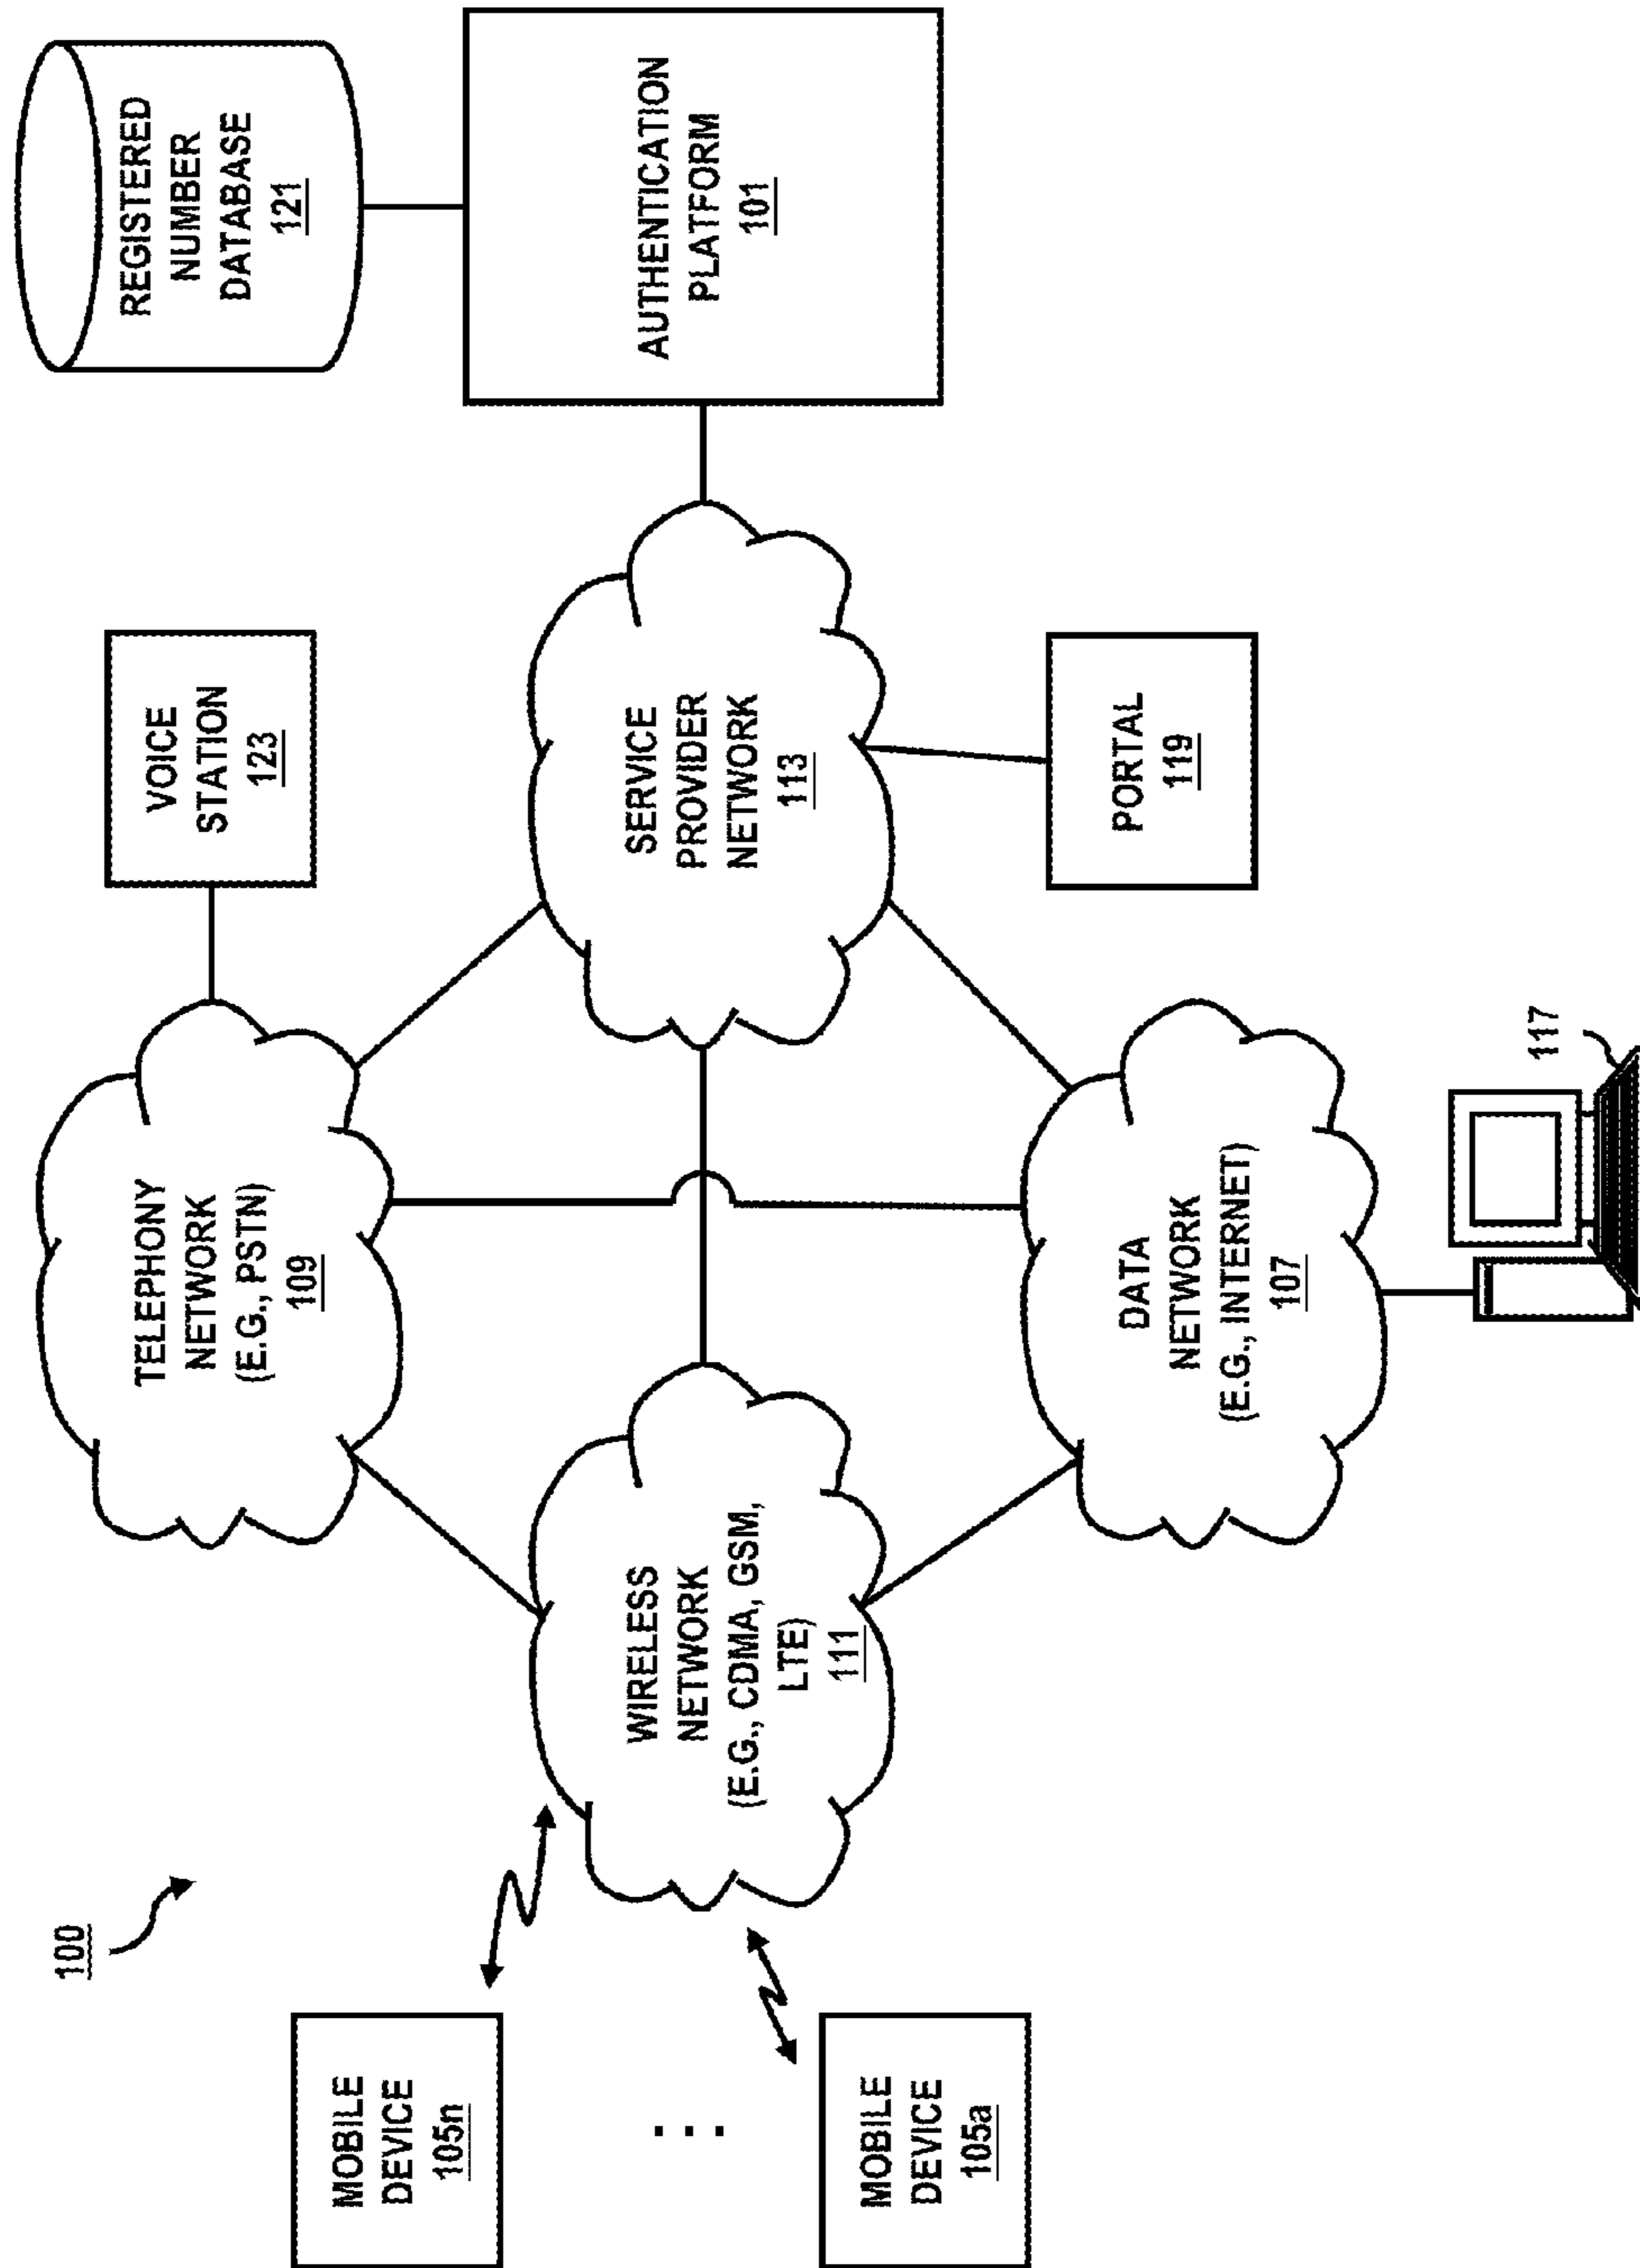 100
MOBILE
DEVICE
105n
...
MOBILE
DEVICE
105a
TELEPHONY
NETWORK
(E.G., PSTN)
109
VOICE
STATION
123
REGISTERED
NUMBER
DATABASE
121
WIRELESS
NETWORK
(E.G., CDMA, GSM,
LTE)
111
SERVICE
PROVIDER
NETWORK
113
AUTHENTICATION
PLATFORM
101
DATA
NETWORK
(E.G., INTERNET)
107
PORTAL
119
117